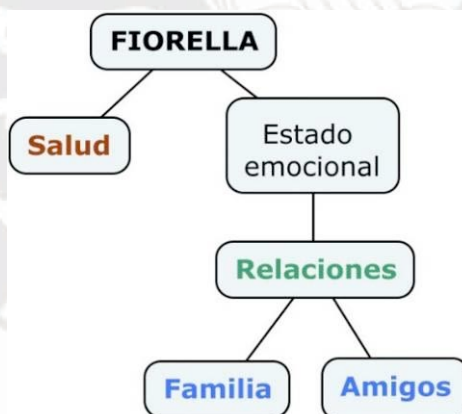 FIORELLA
Salud
Estado
emocional
Relaciones
Familia
Amigos